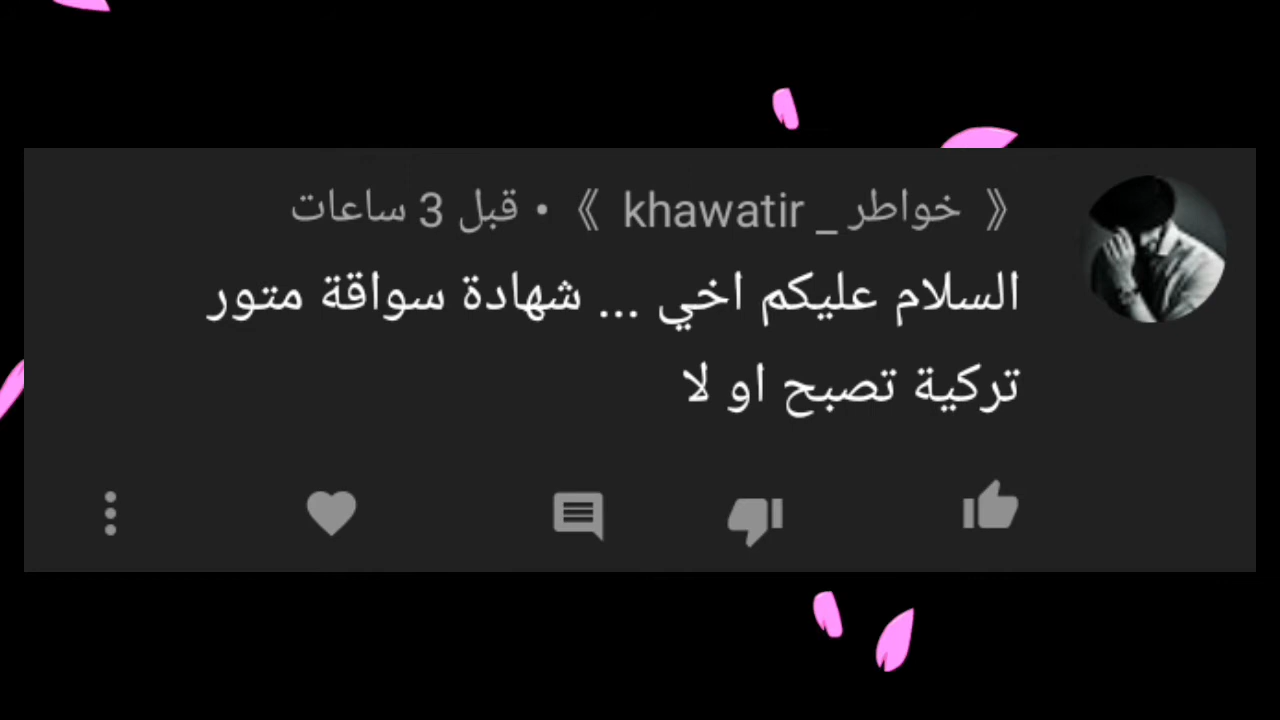 《 خواطر _ khawatir 》 • قبل 3 ساعات
السلام عليكم اخي ... شهادة سواقة متور
تركية تصبح او لا